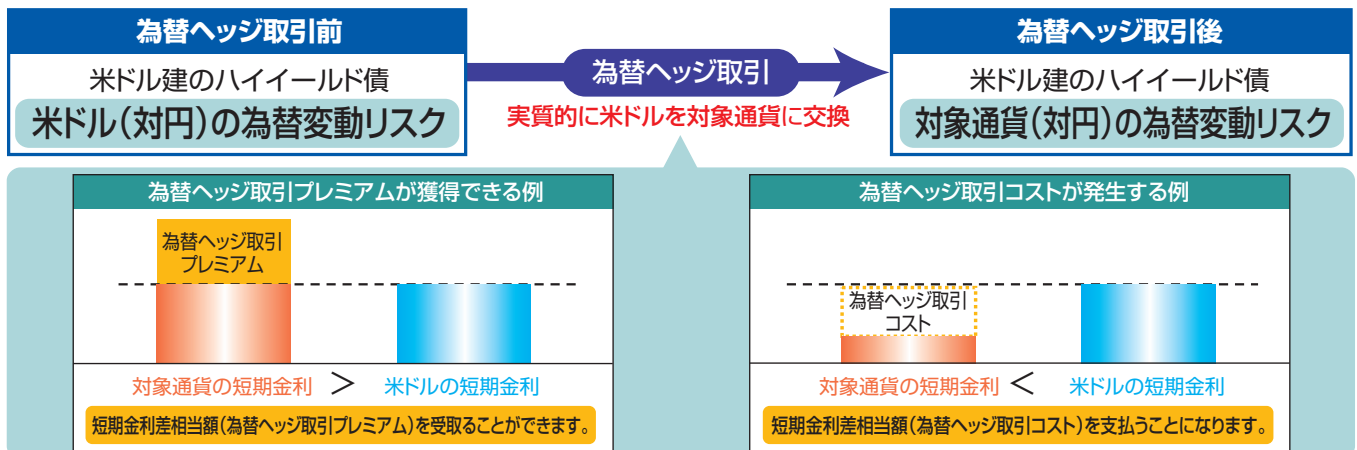 為替ヘッジ取引前
米ドル建のハイイールド債
米ドル(対円)の為替変動リスク
為替ヘッジ取引
実質的に米ドルを対象通貨に交換
為替ヘッジ取引後
米ドル建のハイイールド債
対象通貨(対円)の為替変動リスク
為替ヘッジ取引プレミアムが獲得できる例
為替ヘッジ取引
プレミアム
対象通貨の短期金利 > 米ドルの短期金利
短期金利差相当額(為替ヘッジ取引プレミアム)を受取ることができます。
為替ヘッジ取引コストが発生する例
為替ヘッジ取引
コスト
対象通貨の短期金利 < 米ドルの短期金利
短期金利差相当額(為替ヘッジ取引コスト)を支払うことになります。